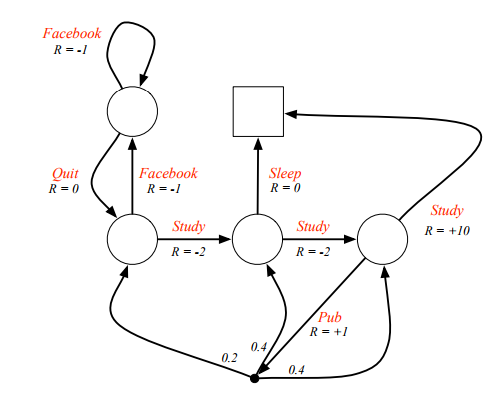 Facebook
R = -1
Quit
R = 0
Facebook
R = -1
Sleep
R = 0
Study
R = -2
Study
R = -2
Study
R = +10
Pub
R = +1
0.2
0.4
0.4